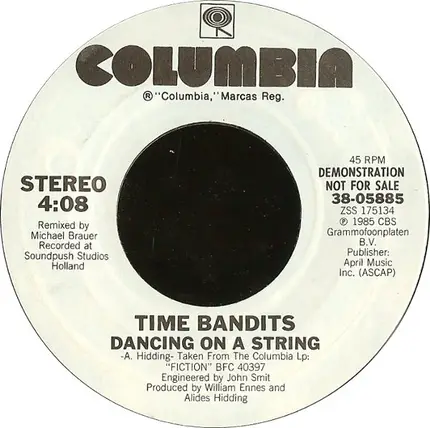 COLUMBIA
® "Columbia," Marcas Reg.
STEREO
4:08
Remixed by
Michael Brauer
Recorded at
Soundpush Studios
Holland
45 RPM
DEMONSTRATION
NOT FOR SALE
38-05885
ZSS 175134
℗ 1985 CBS
Grammofoonplaten
B.V.
Publisher:
April Music
Inc. (ASCAP)
TIME BANDITS
DANCING ON A STRING
-A. Hidding- Taken From The Columbia Lp:
"FICTION" BFC 40397
Engineered by John Smit
Produced by William Ennes and
Alides Hidding